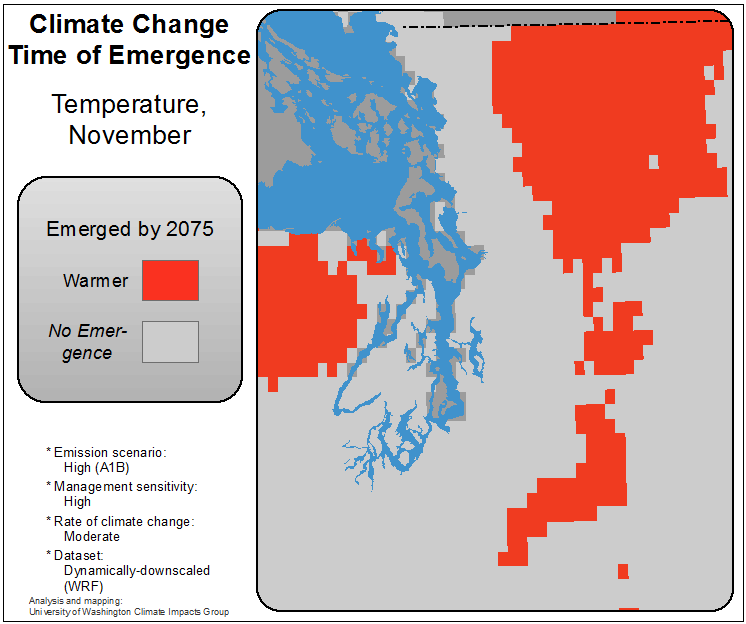 Climate Change
Time of Emergence
Temperature,
November
Emerged by 2075
Warmer
No Emer-
gence
* Emission scenario:
High (A1B)
* Management sensitivity:
High
* Rate of climate change:
Moderate
* Dataset:
Dynamically-downscaled
(WRF)
Analysis and mapping:
University of Washington Climate Impacts Group